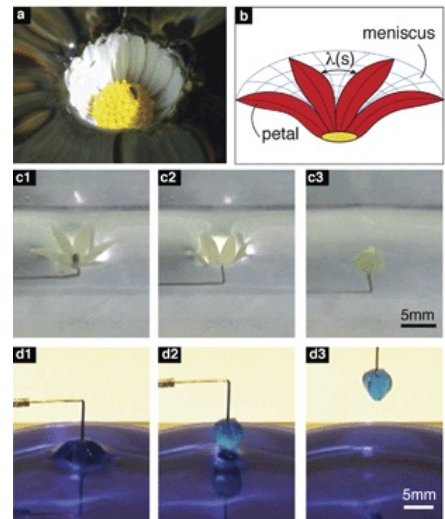 a
b
λ(s)
meniscus
petal
c1
c2
c3
5mm
d1
d2
d3
5mm